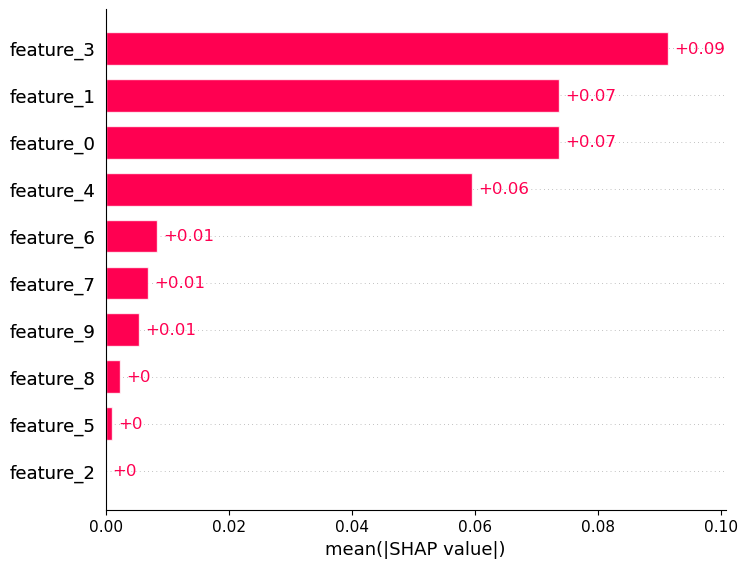 feature_3 +0.09
feature_1 +0.07
feature_0 +0.07
feature_4 +0.06
feature_6 +0.01
feature_7 +0.01
feature_9 +0.01
feature_8 +0
feature_5 +0
feature_2 +0
0.00 0.02 0.04 0.06 0.08 0.10
mean(|SHAP value|)